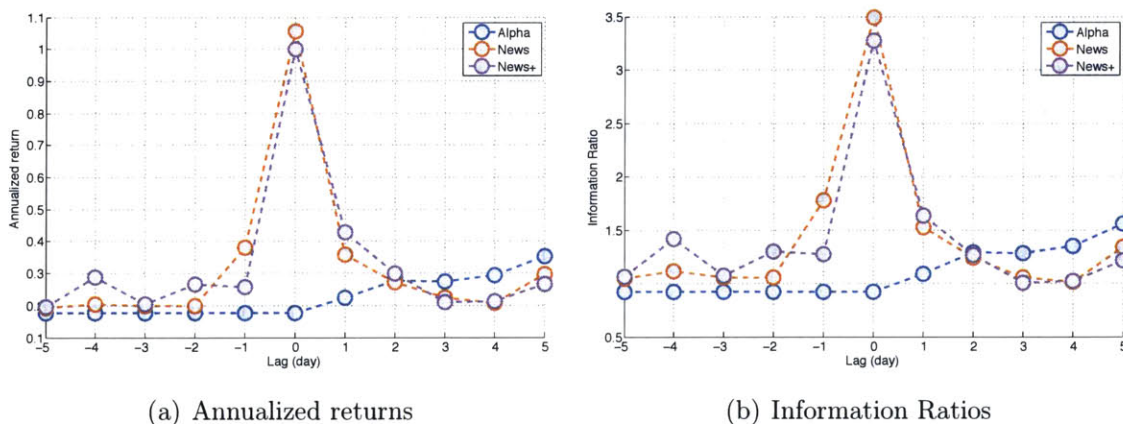 1.1
1
0.9
0.8
0.7
0.6
0.5
0.4
0.3
0.2
0.1
Annualized return
-5 -4 -3 -2 -1 0 1 2 3 4 5
Lag (day)
Alpha
News
News+
(a) Annualized returns
3.5
3
2.5
2
1.5
1
0.5
Information Ratio
-5 -4 -3 -2 -1 0 1 2 3 4 5
Lag (day)
Alpha
News
News+
(b) Information Ratios